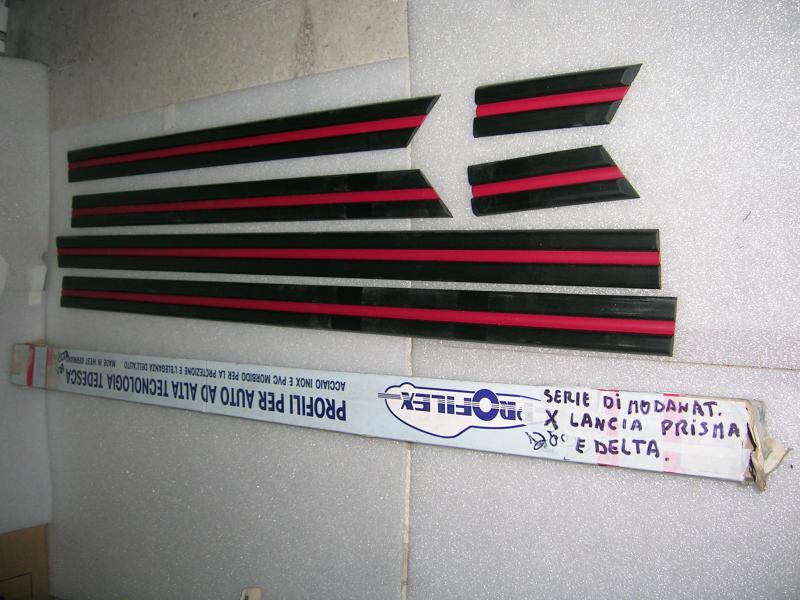 SERIE DI MODANAT.
X LANCIA PRISMA
E DELTA.
PROFILEX
PROFILI PER AUTO AD ALTA TECNOLOGIA TEDESCA
ACCIAIO INOX E PVC MORBIDO PER LA PROTEZIONE E L'ELEGANZA DELL'AUTO
MADE IN WEST GERMANY